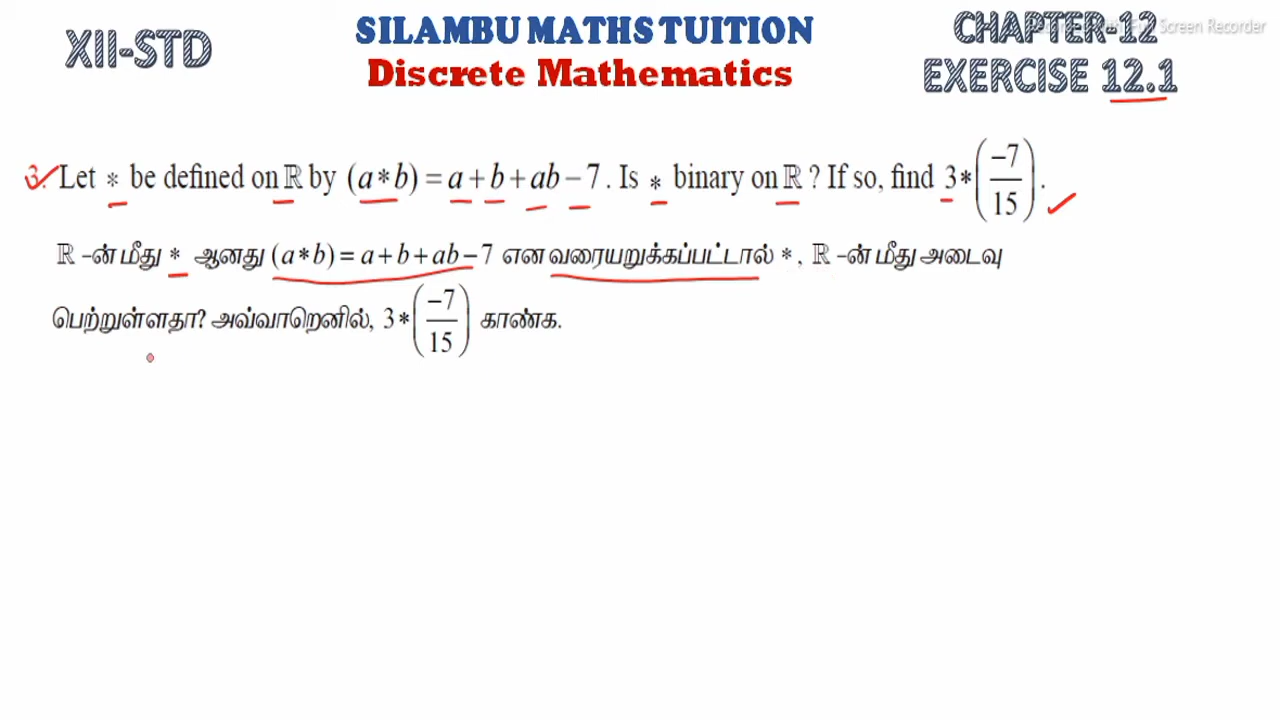 XII-STD
SILAMBU MATHS TUITION
Discrete Mathematics
CHAPTER-12
EXERCISE 12.1
Screen Recorder
3. Let * be defined on ℝ by (a*b) = a + b + ab − 7. Is * binary on ℝ ? If so, find 3*(−7/15).
ℝ -ன் மீது * ஆனது (a*b) = a+b+ab−7 என வரையறுக்கப்பட்டால் *, ℝ -ன் மீது அடைவு
பெற்றுள்ளதா? அவ்வாறெனில், 3*(−7/15) காண்க.